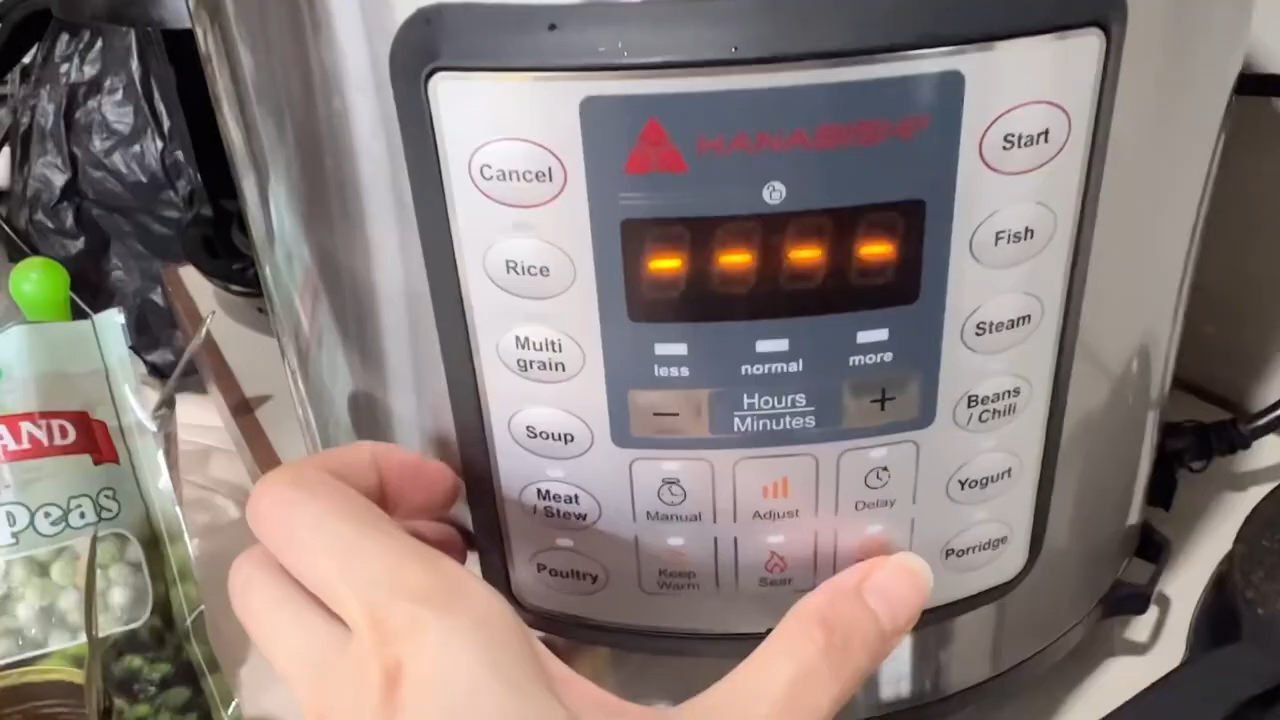 HANABISHI
Cancel
Start
Rice
Fish
Multi
grain
Steam
less
normal
more
−
Hours
Minutes
+
Beans
/ Chili
Soup
Meat
/ Stew
Manual
Adjust
Delay
Yogurt
Poultry
Keep
Warm
Sear
Porridge
AND
Peas